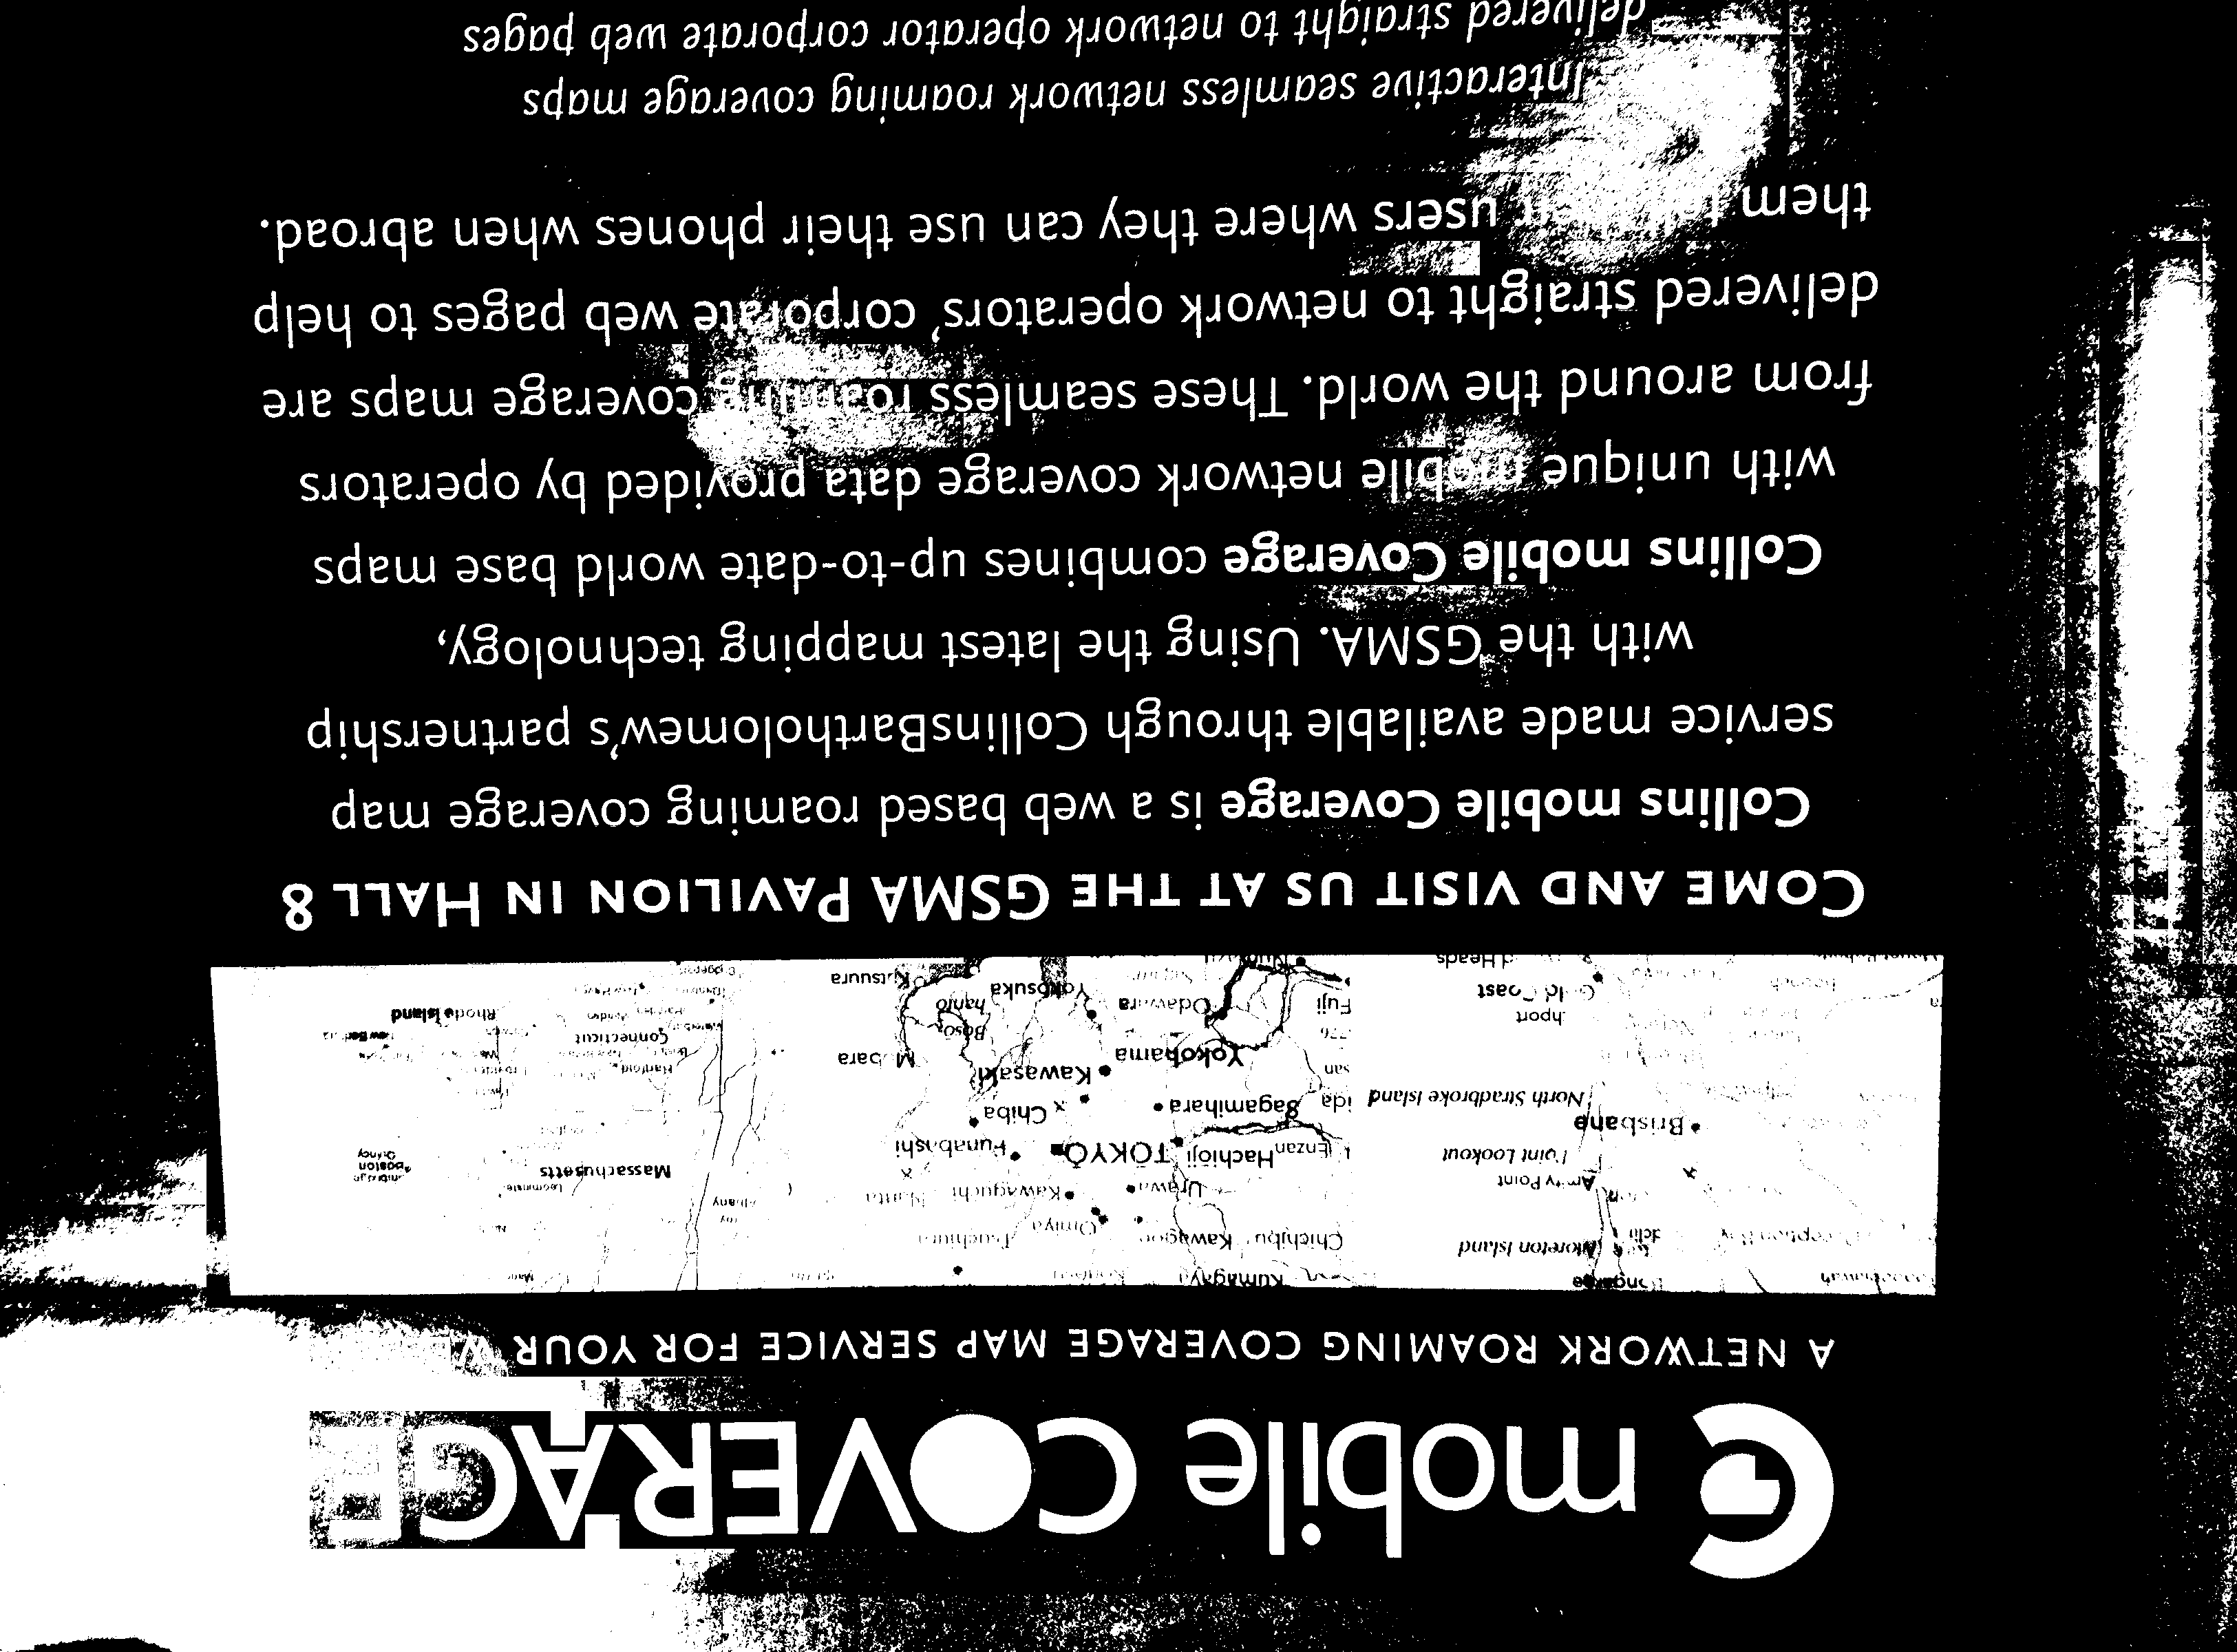 mobile COVERAGE
A NETWORK ROAMING COVERAGE MAP SERVICE FOR YOUR
Moreton Island
Chichibu
Kumagaya
Omiya
Amity Point
Urawa
Kawaguchi
Massachusetts
Point Lookout
Enzan
Hachioji
TŌKYŌ
Funabashi
Boston
Quincy
Brisbane
North Stradbroke Island
Sagamihara
Chiba
Kawasaki
Yokohama
Hartford
Connecticut
Gold Coast
Fuji
Odawara
Yokosuka
Rhode Island
COME AND VISIT US AT THE GSMA PAVILION IN HALL 8
Collins mobile Coverage is a web based roaming coverage map
service made available through CollinsBartholomew's partnership
with the GSMA. Using the latest mapping technology,
Collins mobile Coverage combines up-to-date world base maps
with unique mobile network coverage data provided by operators
from around the world. These seamless roaming coverage maps are
delivered straight to network operators' corporate web pages to help
them users where they can use their phones when abroad.
Interactive seamless network roaming coverage maps
delivered straight to network operator corporate web pages